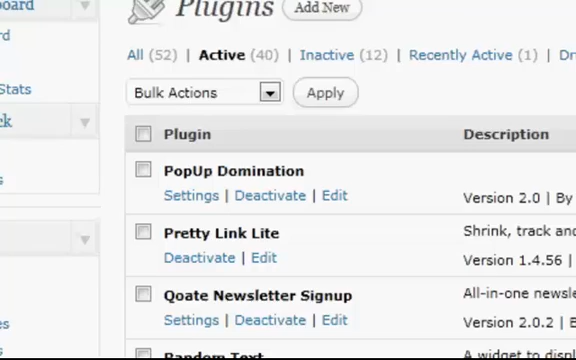 Plugins Add New
Stats
All (52) | Active (40) | Inactive (12) | Recently Active (1) |
Bulk Actions Apply
Plugin Description
PopUp Domination
Settings | Deactivate | Edit Version 2.0 | By
Pretty Link Lite Shrink, track and
Deactivate | Edit Version 1.4.56 |
Qoate Newsletter Signup All-in-one
Settings | Deactivate | Edit Version 2.0.2 |
Random Text A widget to